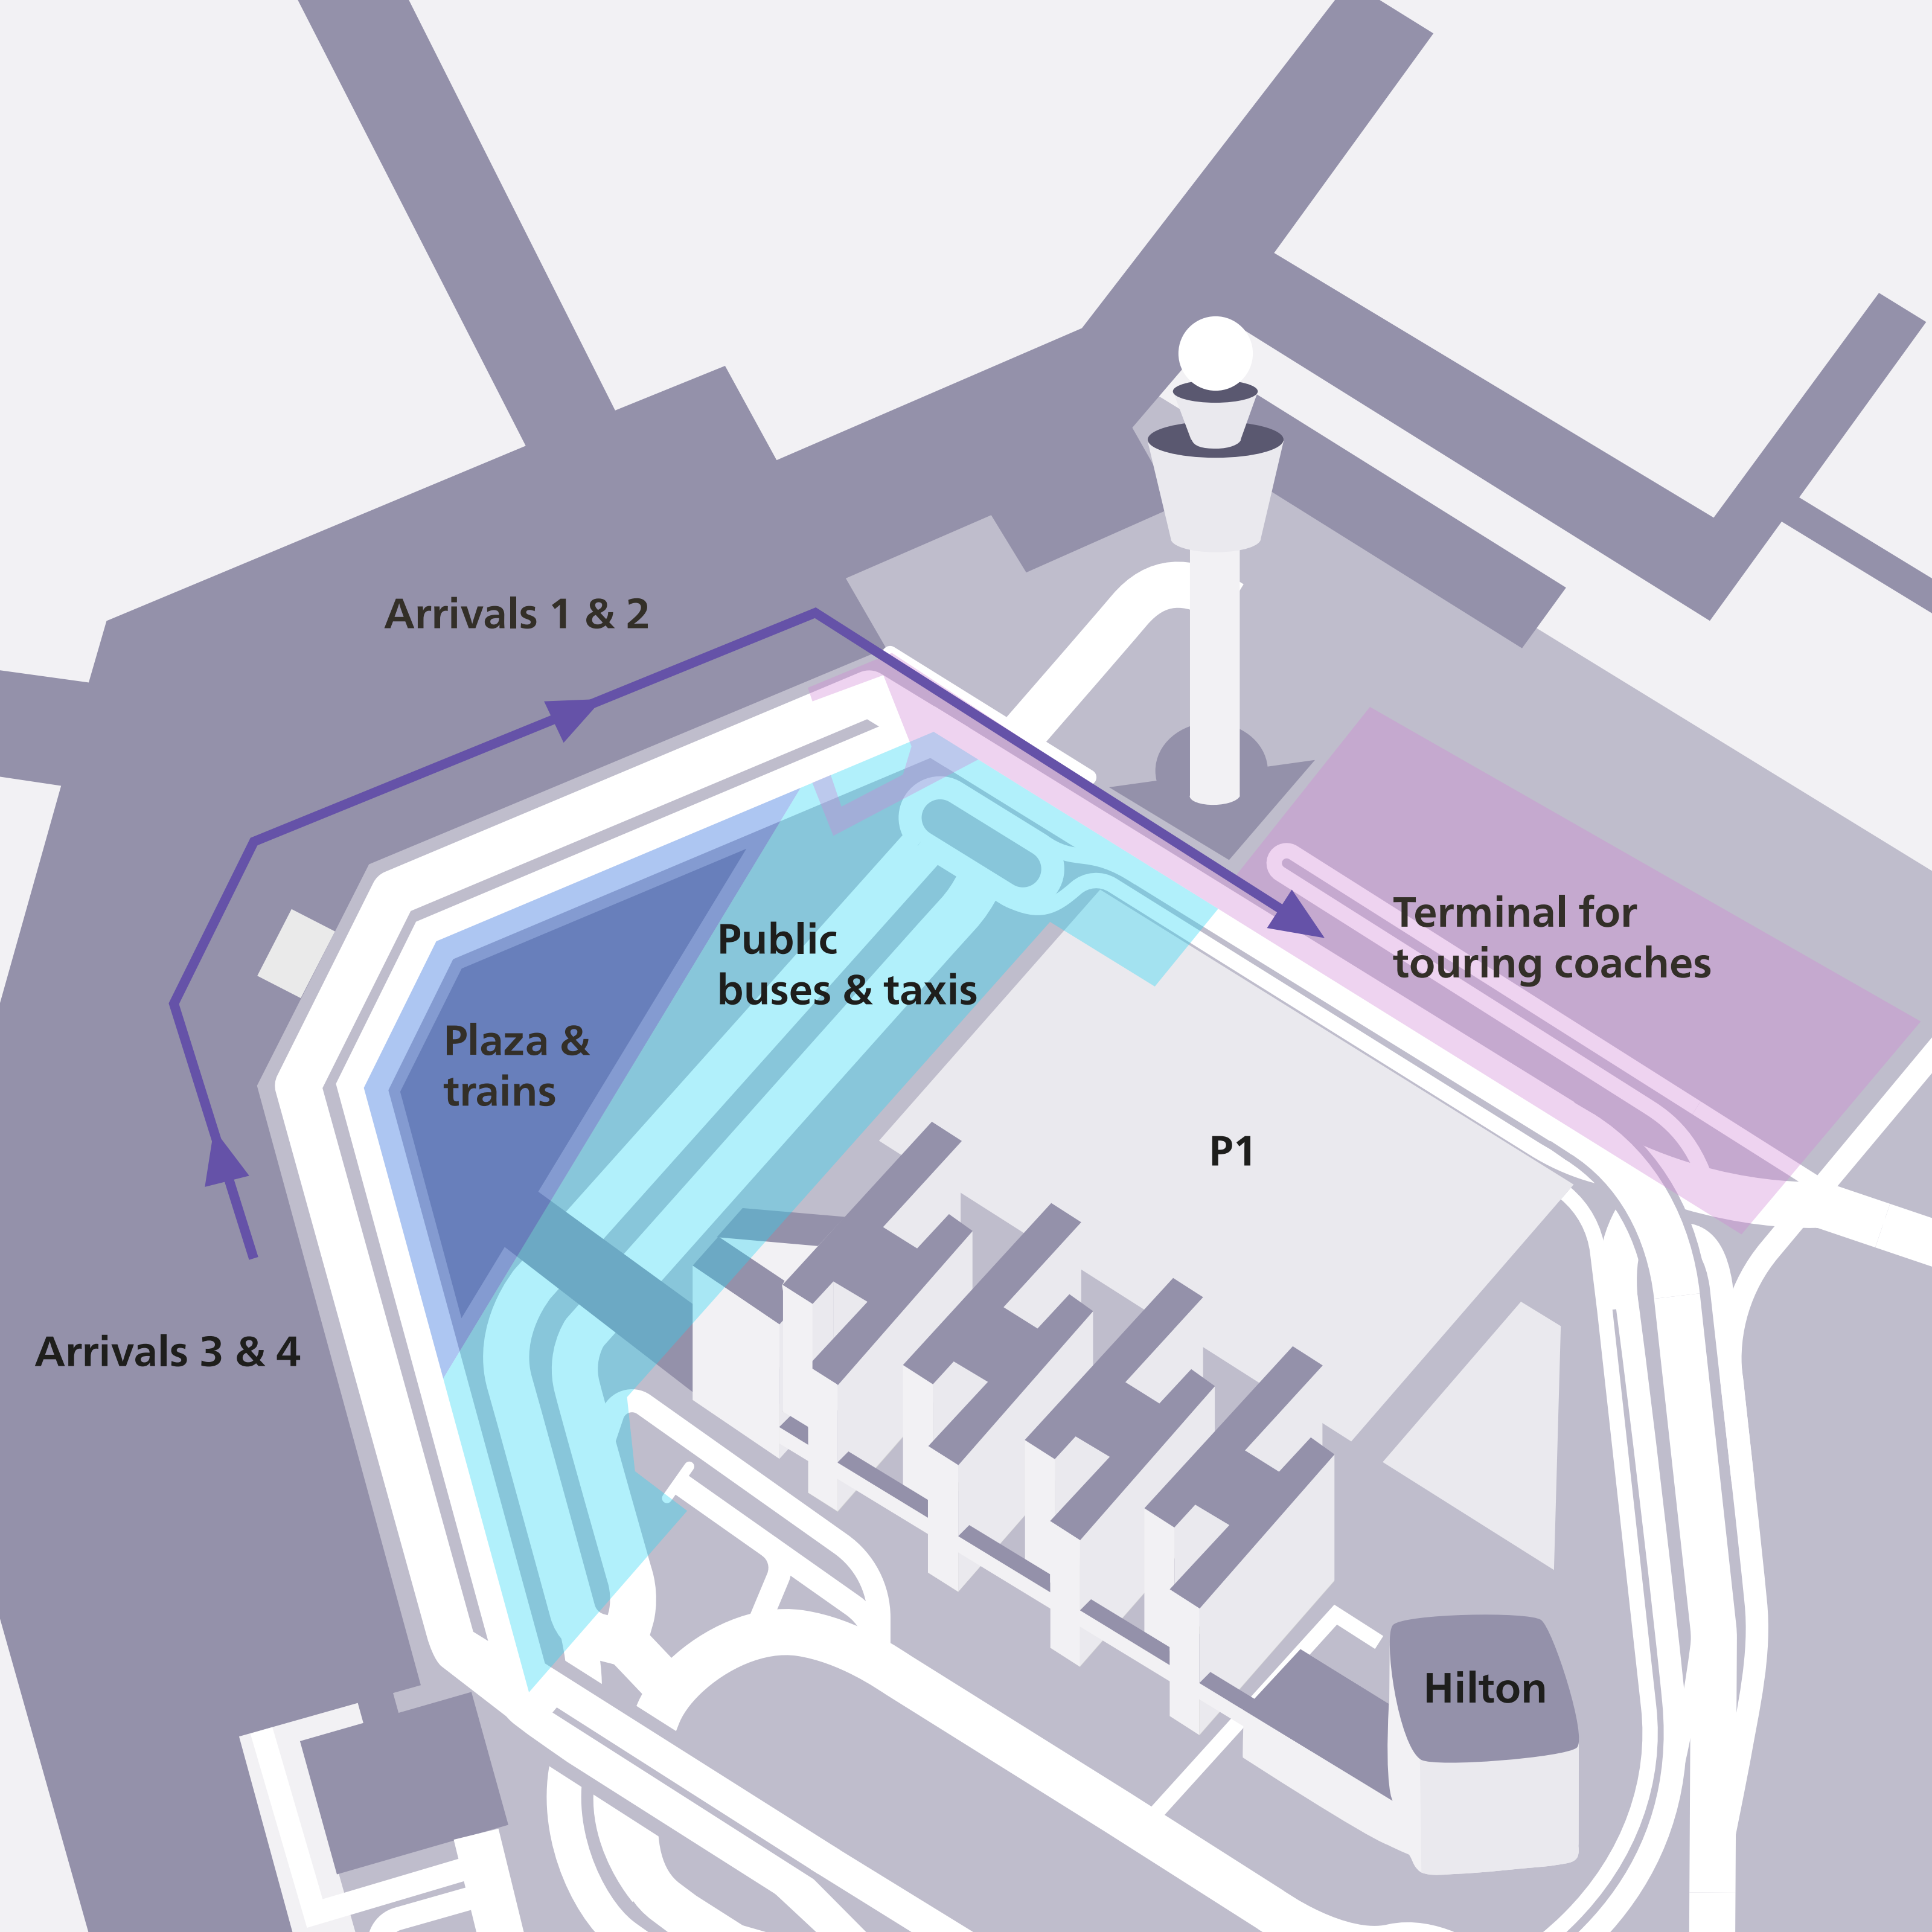 Arrivals 1 & 2
Public
buses & taxis
Terminal for
touring coaches
Plaza &
trains
P1
Arrivals 3 & 4
Hilton